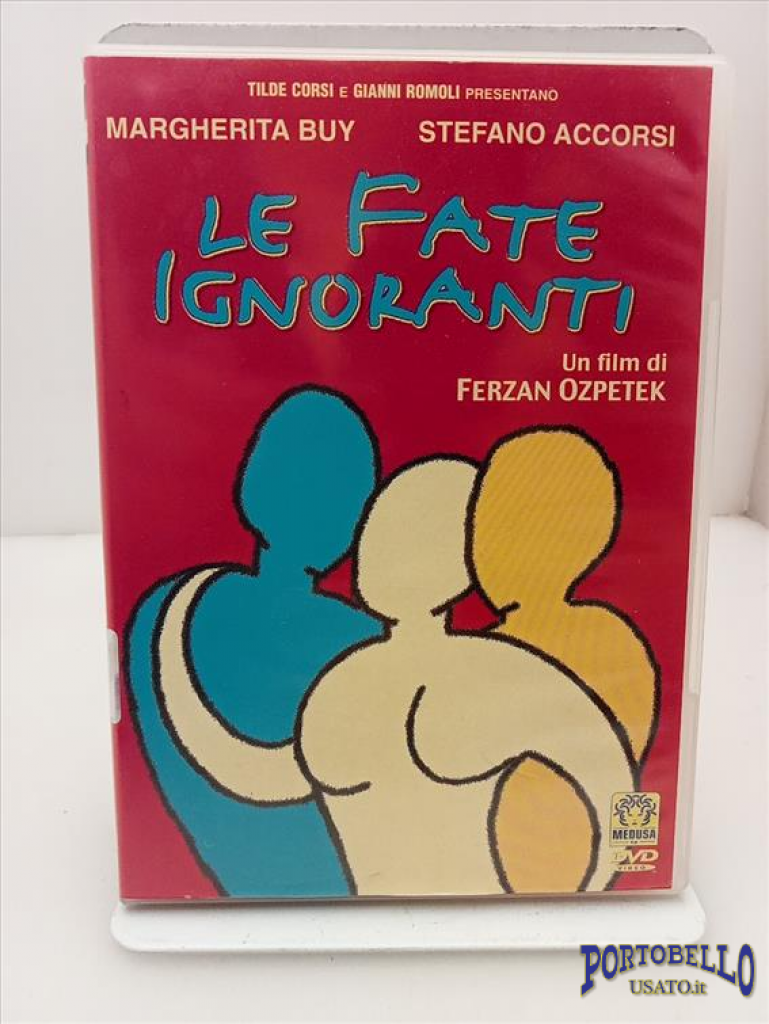 TILDE CORSI E GIANNI ROMOLI PRESENTANO
MARGHERITA BUY STEFANO ACCORSI
LE FATE
IGNORANTI
Un film di
FERZAN OZPETEK
MEDUSA
DVD
VIDEO
PORTOBELLO
USATO.it